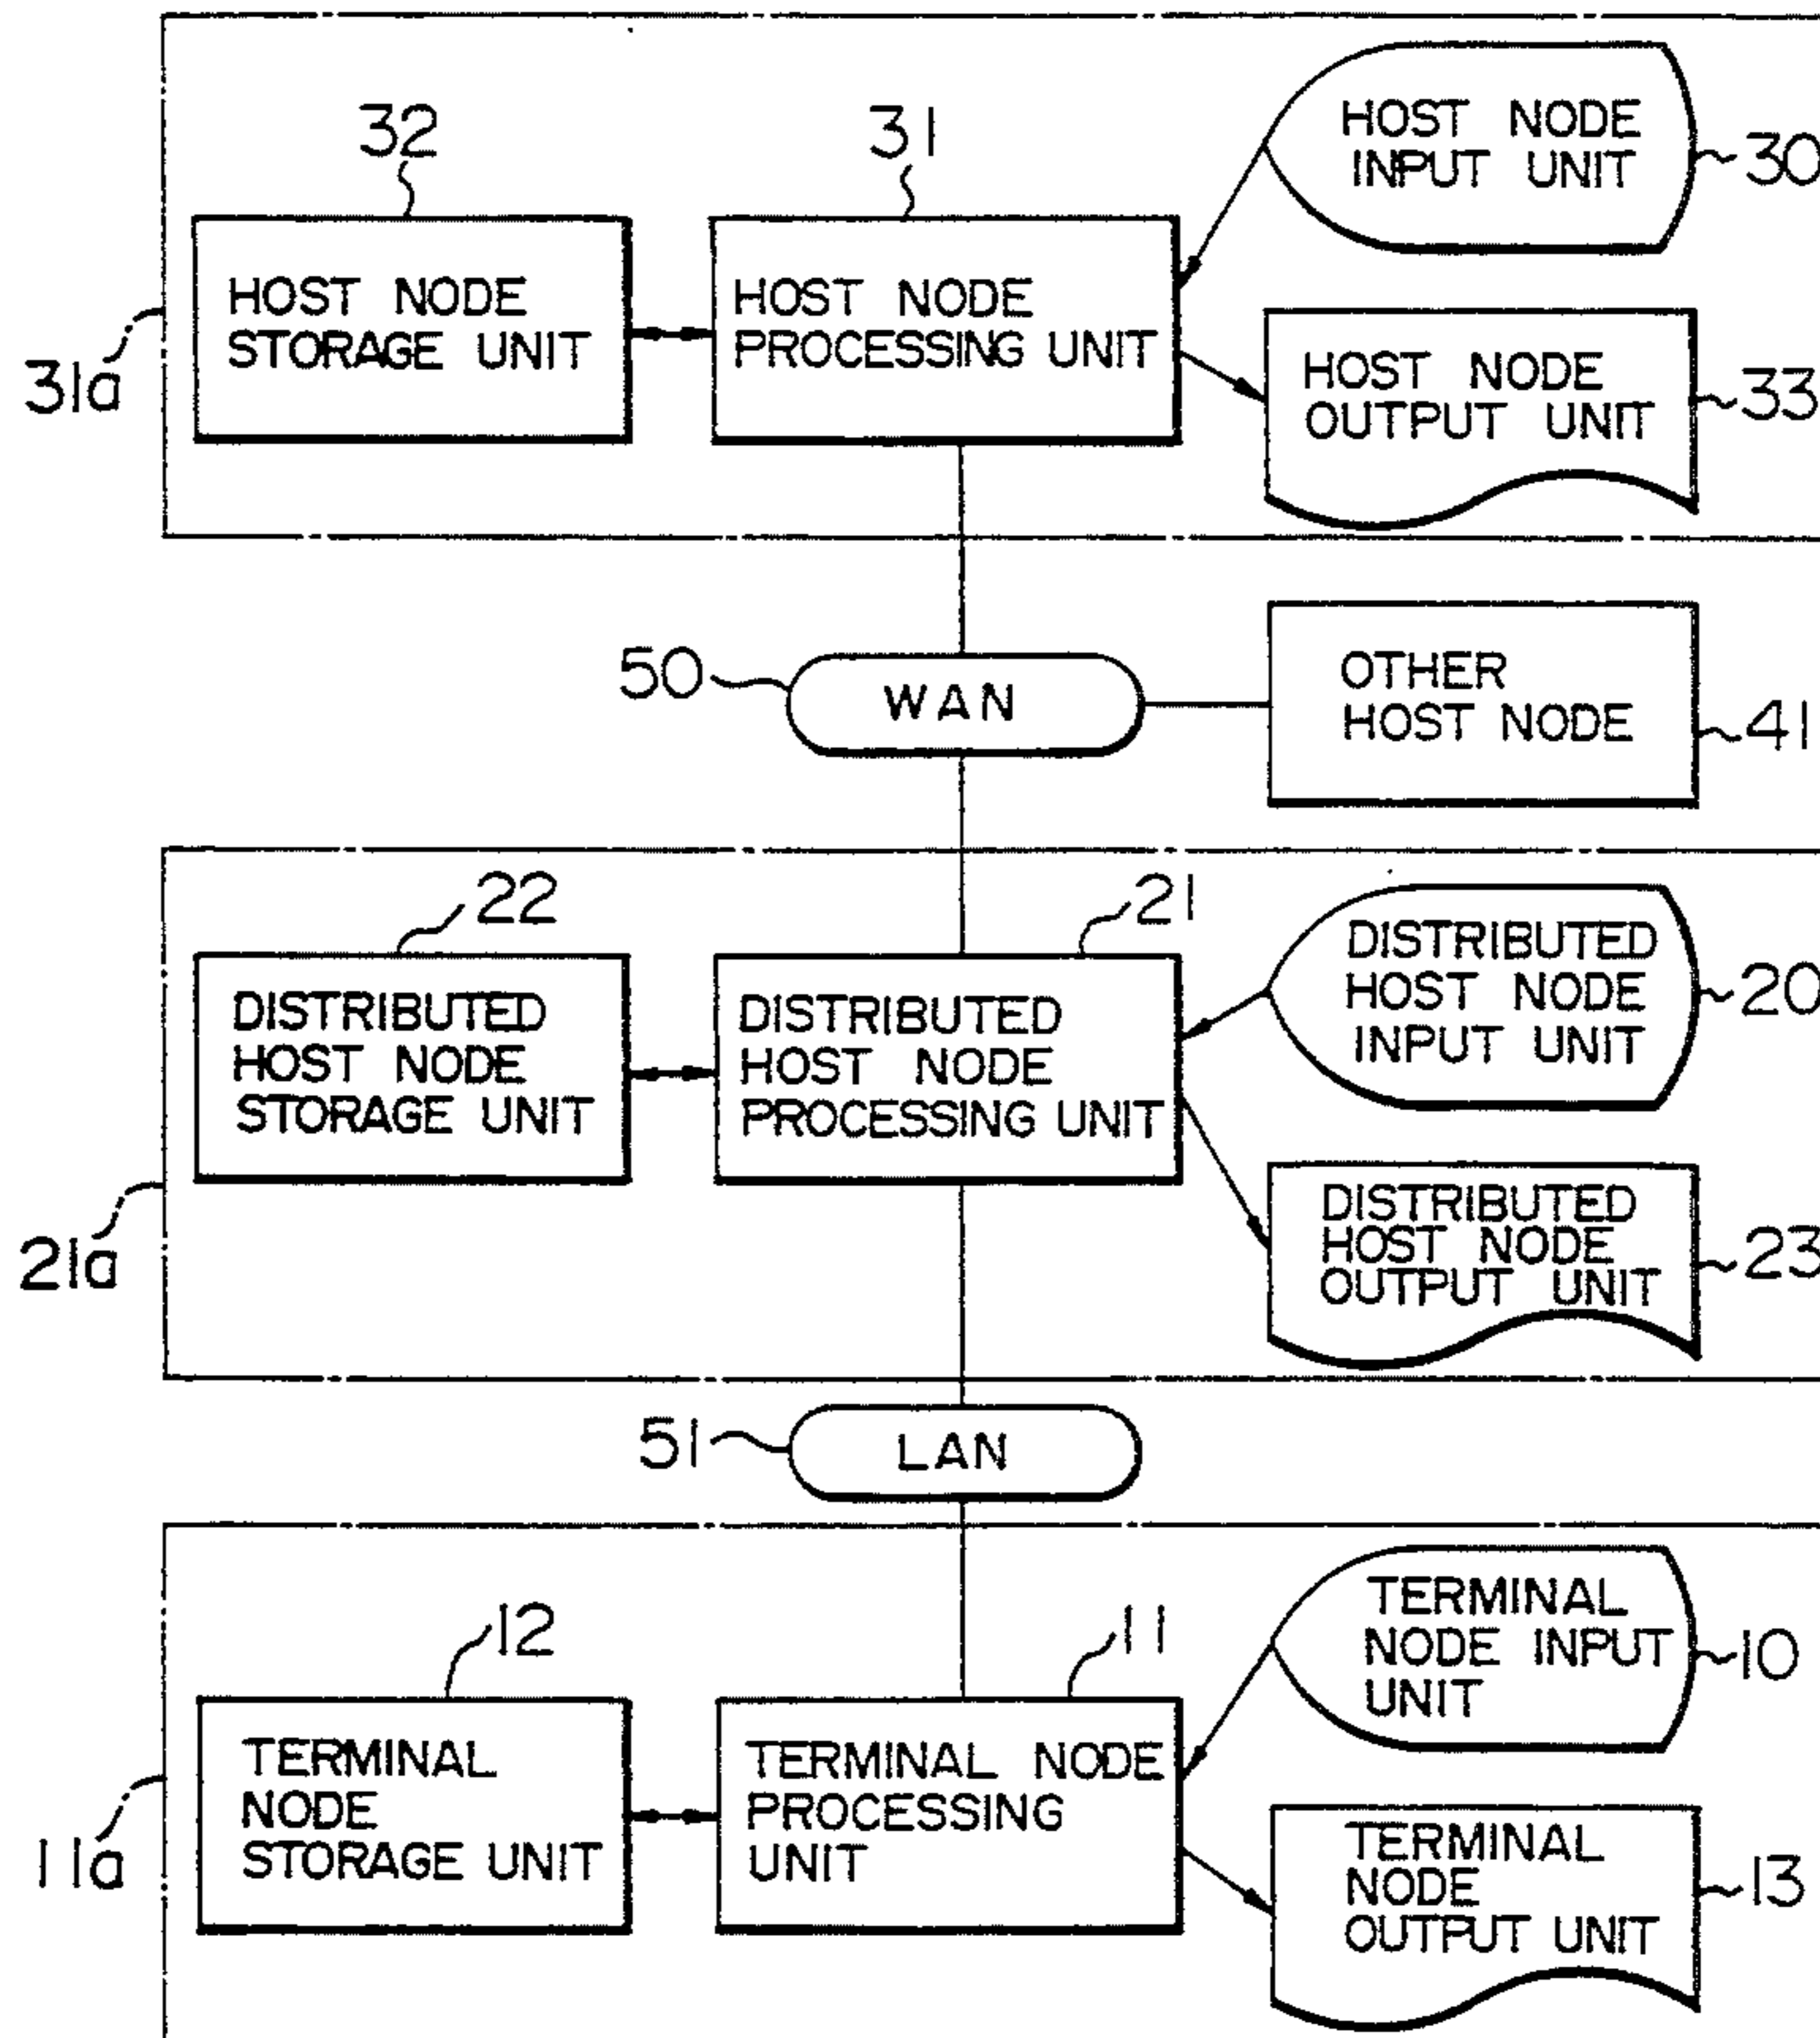 32
31
HOST NODE
INPUT UNIT
30
HOST NODE
STORAGE UNIT
HOST NODE
PROCESSING UNIT
31a
HOST NODE
OUTPUT UNIT
33
50
WAN
OTHER
HOST NODE
41
22
21
DISTRIBUTED
HOST NODE
INPUT UNIT
20
DISTRIBUTED
HOST NODE
STORAGE UNIT
DISTRIBUTED
HOST NODE
PROCESSING UNIT
21a
DISTRIBUTED
HOST NODE
OUTPUT UNIT
23
51
LAN
12
11
TERMINAL
NODE INPUT
UNIT
10
TERMINAL
NODE
STORAGE UNIT
TERMINAL NODE
PROCESSING
UNIT
11a
TERMINAL
NODE
OUTPUT UNIT
13